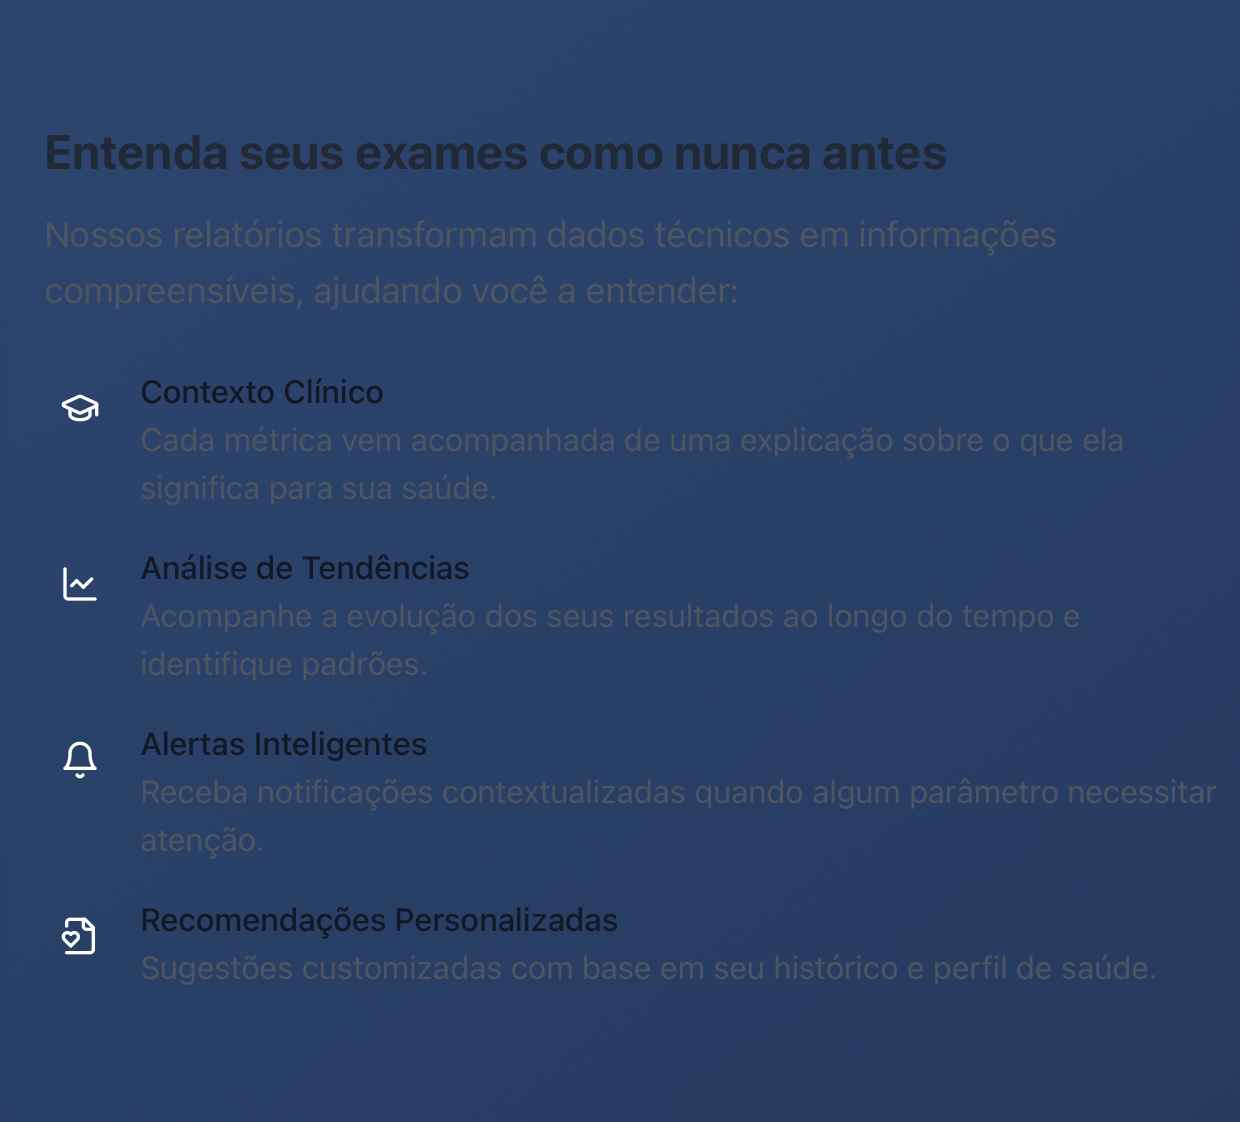 Entenda seus exames como nunca antes
Nossos relatórios transformam dados técnicos em informações
compreensíveis, ajudando você a entender:
Contexto Clínico
Cada métrica vem acompanhada de uma explicação sobre o que ela
significa para sua saúde.
Análise de Tendências
Acompanhe a evolução dos seus resultados ao longo do tempo e
identifique padrões.
Alertas Inteligentes
Receba notificações contextualizadas quando algum parâmetro necessitar
atenção.
Recomendações Personalizadas
Sugestões customizadas com base em seu histórico e perfil de saúde.